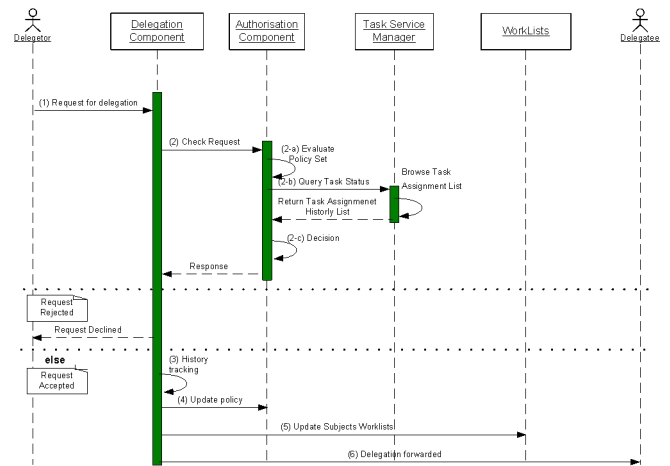 Delegetor
Delegation
Component
Authorisation
Component
Task Service
Manager
WorkLists
Delegatee
(1) Request for delegation
(2) Check Request
(2-a) Evaluate
Policy Set
(2-b) Query Task Status
Browse Task
Assignment List
Return Task Assignmenet
Historly List
(2-c) Decision
Response
Request
Rejected
Request Declined
else
Request
Accepted
(3) History
tracking
(4) Update policy
(5) Update Subjects Worklists
(6) Delegation forwarded